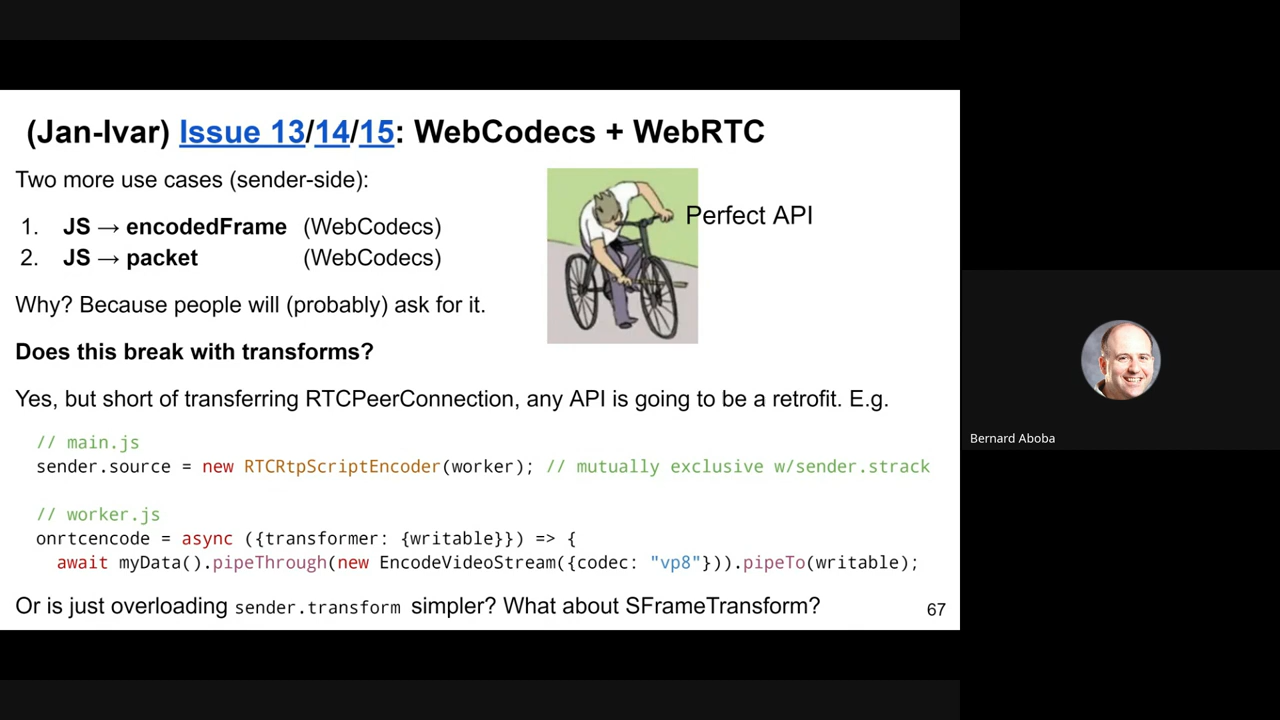 (Jan-Ivar) Issue 13/14/15: WebCodecs + WebRTC
Two more use cases (sender-side):
1. JS → encodedFrame (WebCodecs)
2. JS → packet (WebCodecs)
Perfect API
Why? Because people will (probably) ask for it.
Does this break with transforms?
Yes, but short of transferring RTCPeerConnection, any API is going to be a retrofit. E.g.
// main.js
sender.source = new RTCRtpScriptEncoder(worker); // mutually exclusive w/sender.strack
// worker.js
onrtcencode = async ({transformer: {writable}}) => {
await myData().pipeThrough(new EncodeVideoStream({codec: "vp8"})).pipeTo(writable);
Or is just overloading sender.transform simpler? What about SFrameTransform?
67
Bernard Aboba